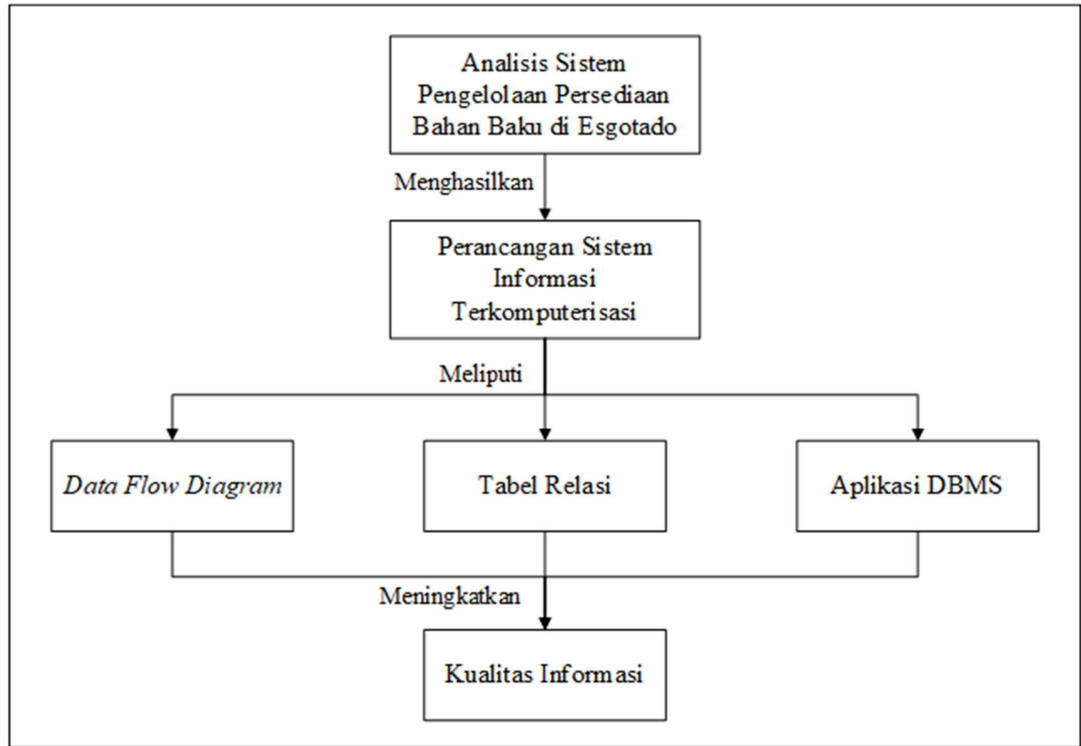 Analisis Sistem
Pengelolaan Persediaan
Bahan Baku di Esgotado
Menghasilkan
Perancangan Sistem
Informasi
Terkomputerisasi
Meliputi
Data Flow Diagram
Tabel Relasi
Aplikasi DBMS
Meningkatkan
Kualitas Informasi